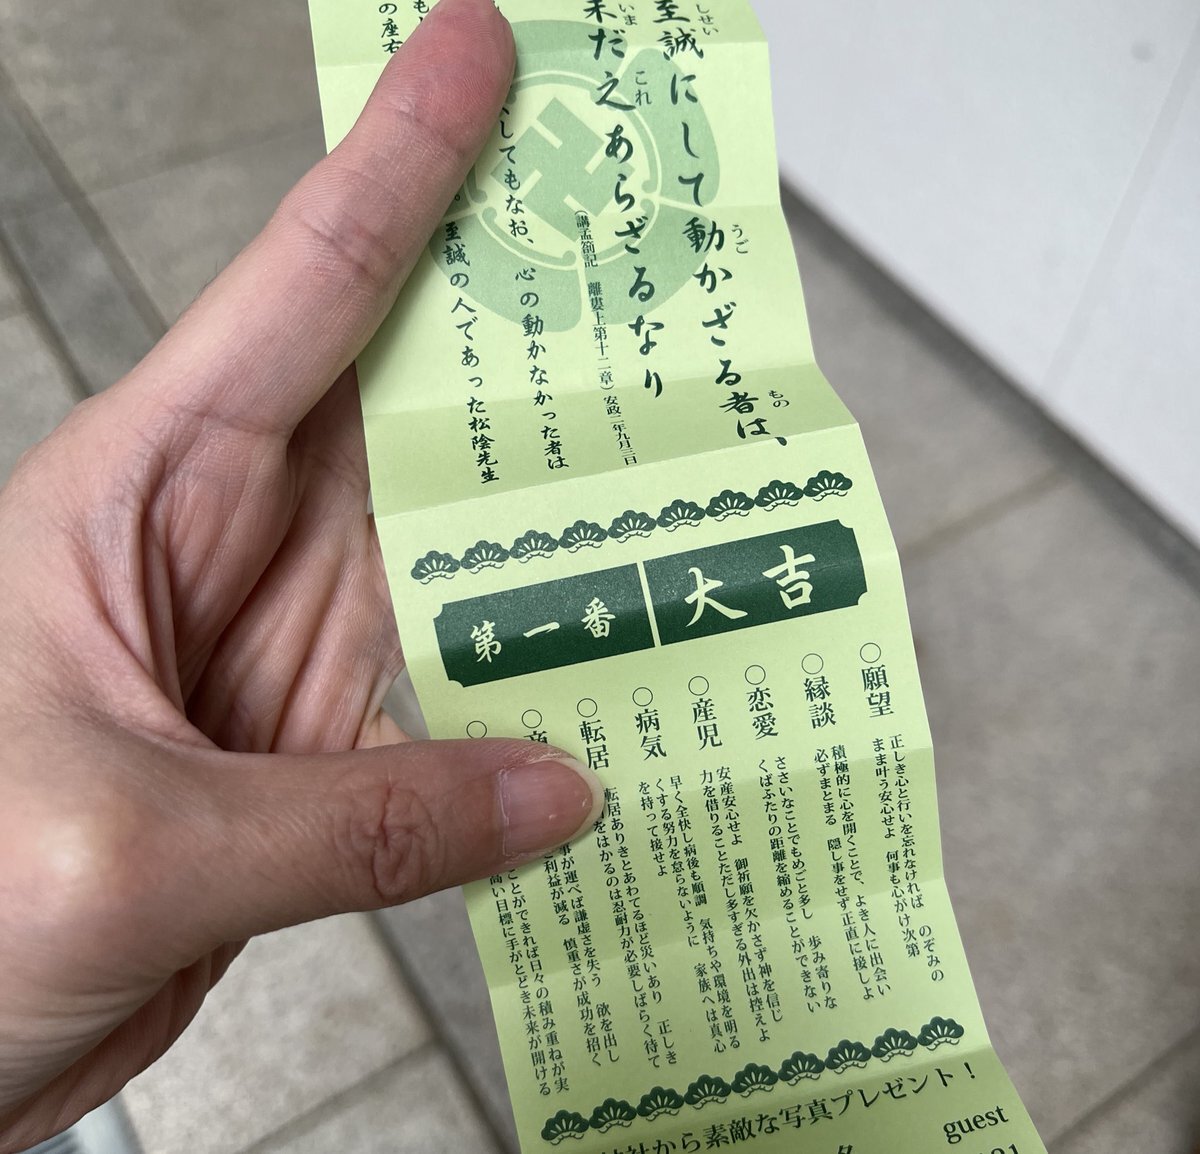 至誠にして動かざる者は、
未だ之あらざるなり
しせい
うご
もの
いま
これ
(講孟箚記 離婁上第十二章)安政二年九月三日
してもなお、心の動かなかった者は
。至誠の人であった松陰先生
の座右
第一番
大吉
○願望
正しき心と行いを忘れなければ のぞみの
まま叶う安心せよ 何事も心がけ次第
○縁談
積極的に心を開くことで、よき人に出会い
必ずまとまる 隠し事をせず正直に接しよ
○恋愛
ささいなことでもめごと多し 歩み寄りな
くばふたりの距離を縮めることができない
○産児
安産安心せよ 御祈願を欠かさず神を信じ
力を借りることただし多すぎる外出は控えよ
○病気
早く全快し病後も順調 気持ちや環境を明る
くする努力を怠らないように 家族へは真心
を持って接せよ
○転居
転居ありきとあわてるほど災いあり 正しき
をはかるのは忍耐力が必要しばらく待て
○商
事が運べば謙虚さを失う 欲を出し
利益が減る 慎重さが成功を招く
○
ことができれば日々の積み重ねが実
高い目標に手がとどき未来が開ける
社から素敵な写真プレゼント!
guest